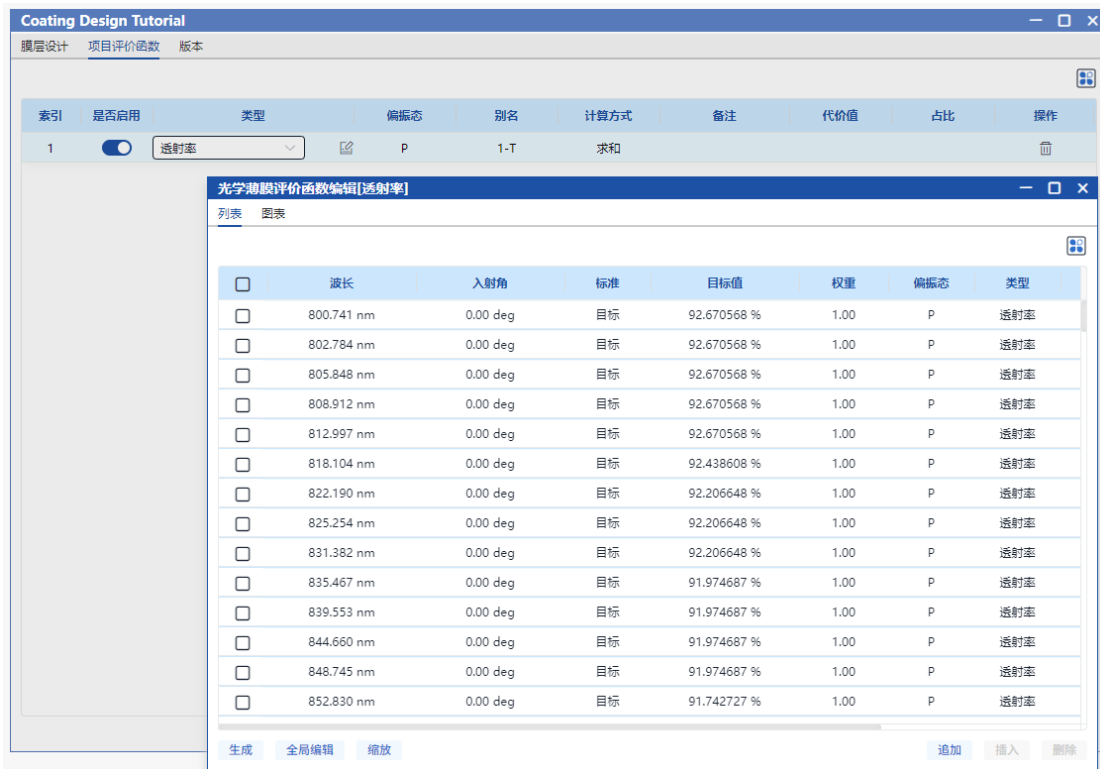 Coating Design Tutorial
膜层设计 项目评价函数 版本
索引 是否启用 类型 偏振态 别名 计算方式 备注 代价值 占比 操作
1 透射率 P 1-T 求和
光学薄膜评价函数编辑[透射率]
列表 图表
波长 入射角 标准 目标值 权重 偏振态 类型
800.741 nm 0.00 deg 目标 92.670568 % 1.00 P 透射率
802.784 nm 0.00 deg 目标 92.670568 % 1.00 P 透射率
805.848 nm 0.00 deg 目标 92.670568 % 1.00 P 透射率
808.912 nm 0.00 deg 目标 92.670568 % 1.00 P 透射率
812.997 nm 0.00 deg 目标 92.670568 % 1.00 P 透射率
818.104 nm 0.00 deg 目标 92.438608 % 1.00 P 透射率
822.190 nm 0.00 deg 目标 92.206648 % 1.00 P 透射率
825.254 nm 0.00 deg 目标 92.206648 % 1.00 P 透射率
831.382 nm 0.00 deg 目标 92.206648 % 1.00 P 透射率
835.467 nm 0.00 deg 目标 91.974687 % 1.00 P 透射率
839.553 nm 0.00 deg 目标 91.974687 % 1.00 P 透射率
844.660 nm 0.00 deg 目标 91.974687 % 1.00 P 透射率
848.745 nm 0.00 deg 目标 91.974687 % 1.00 P 透射率
852.830 nm 0.00 deg 目标 91.742727 % 1.00 P 透射率
生成 全局编辑 缩放 追加 插入 删除